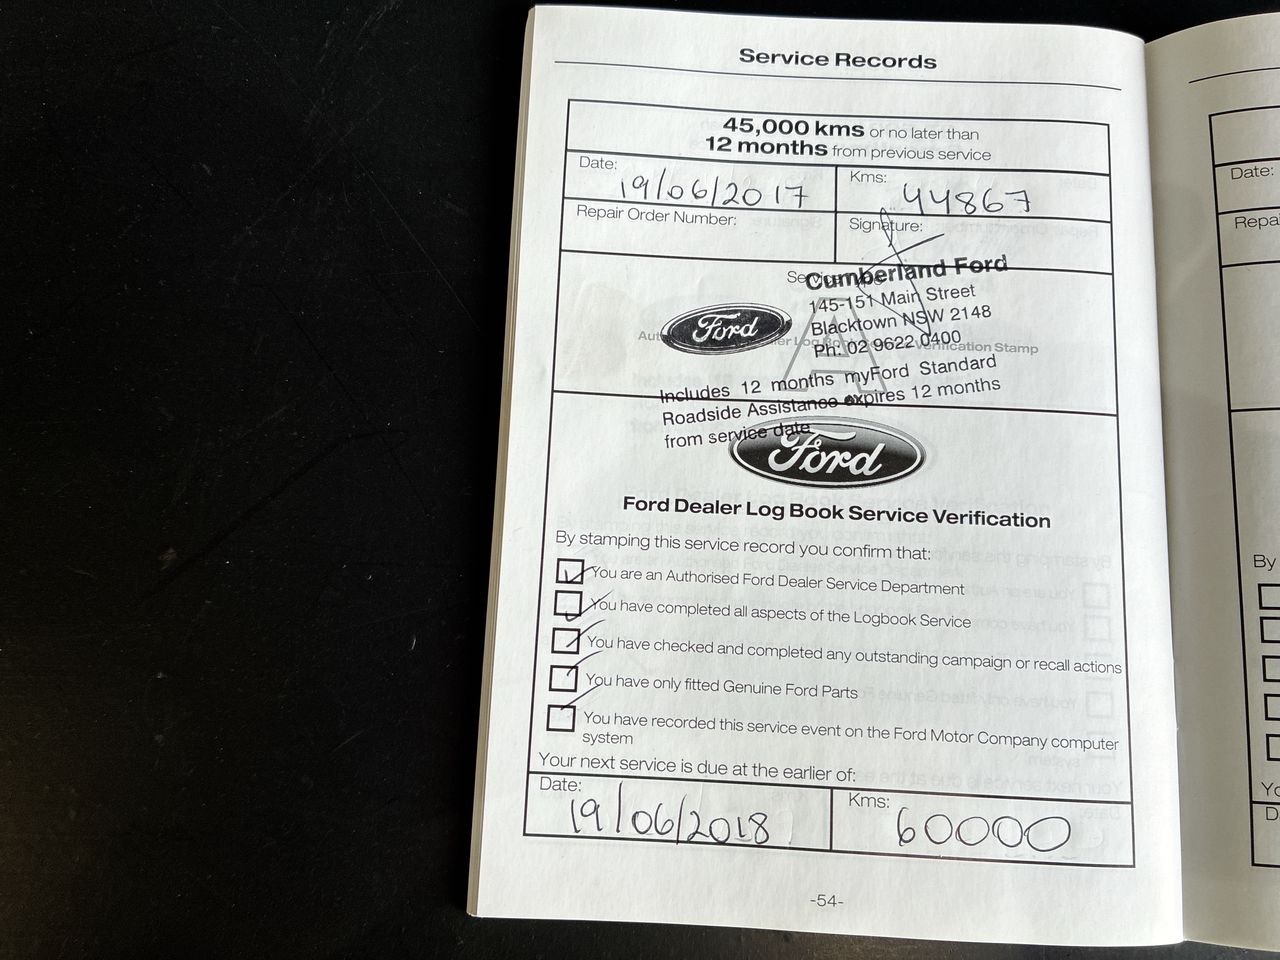 Service Records
45,000 kms or no later than
12 months from previous service
Date: 19/06/2017
Kms: 44867
Repair Order Number:
Signature:
Cumberland Ford
145-151 Main Street
Blacktown NSW 2148
Ph: 02 9622 0400
Ford
A
Verification Stamp
Includes 12 months myFord Standard
Roadside Assistance expires 12 months
from service date
Ford
Ford Dealer Log Book Service Verification
By stamping this service record you confirm that:
You are an Authorised Ford Dealer Service Department
You have completed all aspects of the Logbook Service
You have checked and completed any outstanding campaign or recall actions
You have only fitted Genuine Ford Parts
You have recorded this service event on the Ford Motor Company computer
system
Your next service is due at the earlier of:
Date: 19/06/2018
Kms: 60000
-54-
Date:
By